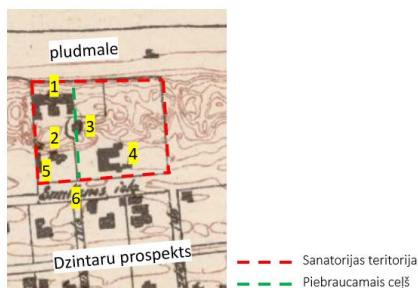 pludmale
1
2
3
4
5
6
Dzintaru prospekts
Sanatorijas teritorija
Piebraucamais ceļš